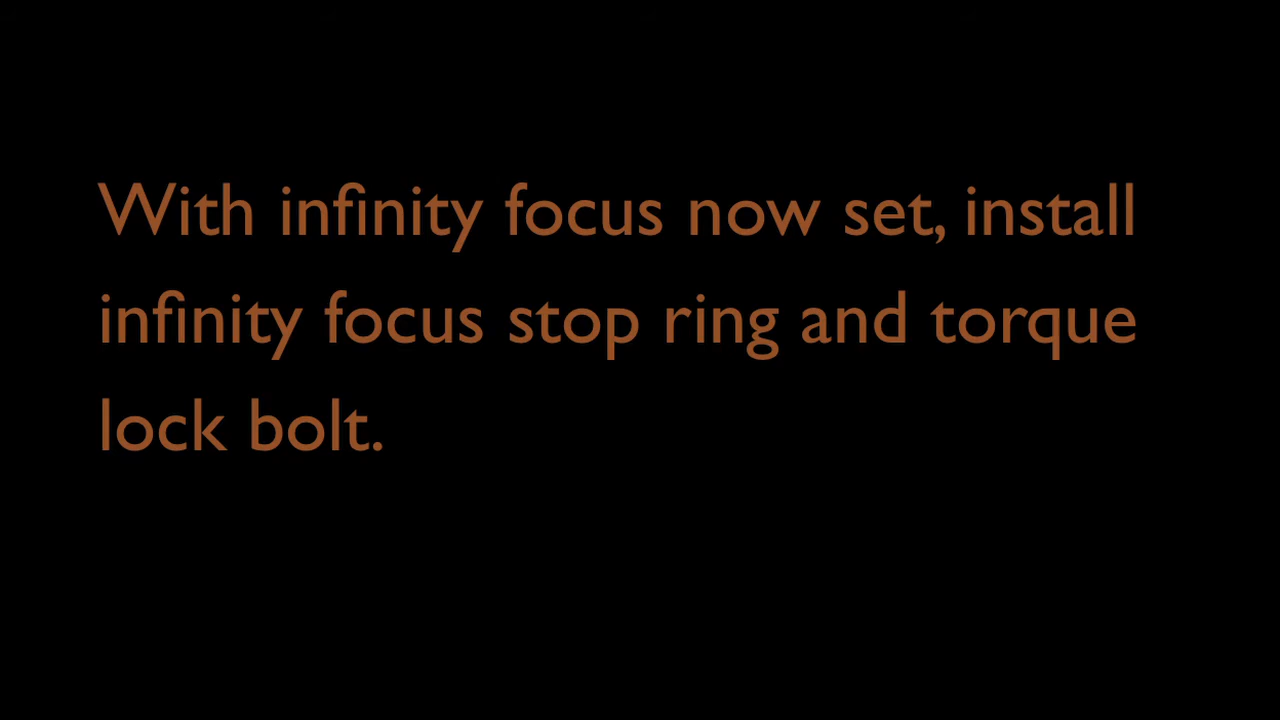 With infinity focus now set, install
infinity focus stop ring and torque
lock bolt.